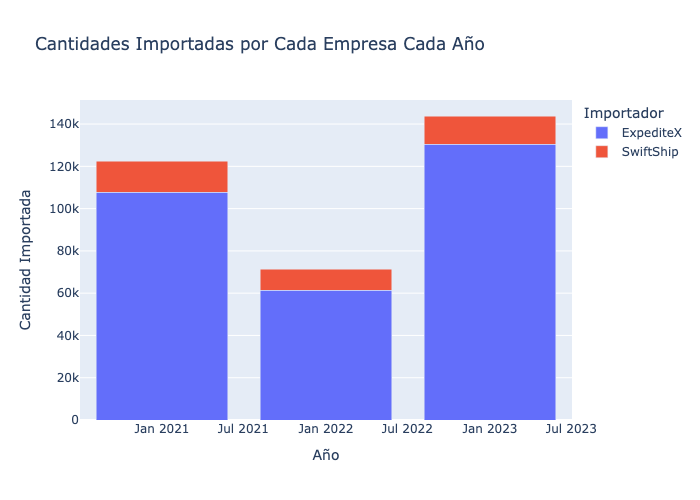 Cantidades Importadas por Cada Empresa Cada Año
Importador
ExpediteX
SwiftShip
Cantidad Importada
140k
120k
100k
80k
60k
40k
20k
0
Jan 2021
Jul 2021
Jan 2022
Jul 2022
Jan 2023
Jul 2023
Año